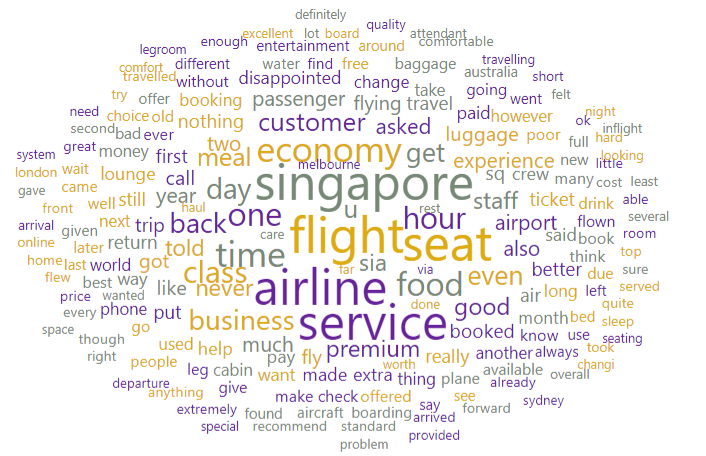 definitely
quality
excellent lot board attendant
legroom enough entertainment around comfortable
comfort different water find free baggage australia travelling
travelled without disappointed change take going short
try offer booking passenger flying travel went felt
need choice old nothing customer asked paid however night
second bad ever two luggage poor ok inflight
great money first meal economy get experience full hard
system melbourne new looking
london wait lounge call singapore sq crew many little
gave came still year day staff ticket cost least
front well u rest drink able
arrival next trip back one haul hour airport flown several
online given return told time care flight seat said book room
later got sia also think top
home last world class airline far via food even better due sure
flew best way like never air long left served
price wanted phone put business done service good month bed quite
every go booked know use sleep
space though used help much premium really another always seating
right pay fly worth available took
people leg cabin want made extra thing plane already overall changi
departure anything give make check offered see
extremely found aircraft boarding say forward sydney
special recommend standard arrived
problem provided